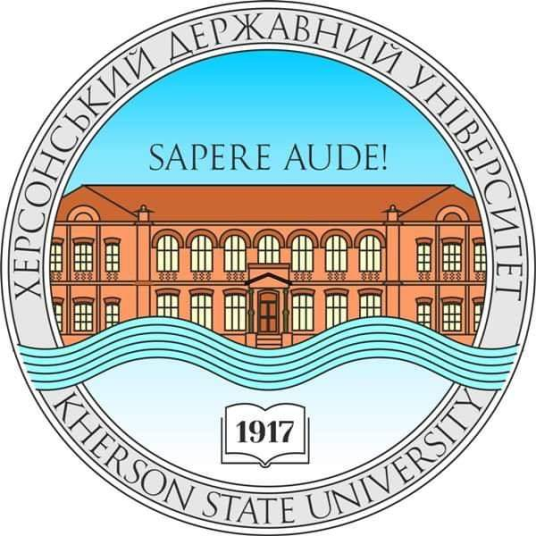 ХЕРСОНСЬКИЙ ДЕРЖАВНИЙ УНІВЕРСИТЕТ
SAPERE AUDE!
1917
KHERSON STATE UNIVERSITY